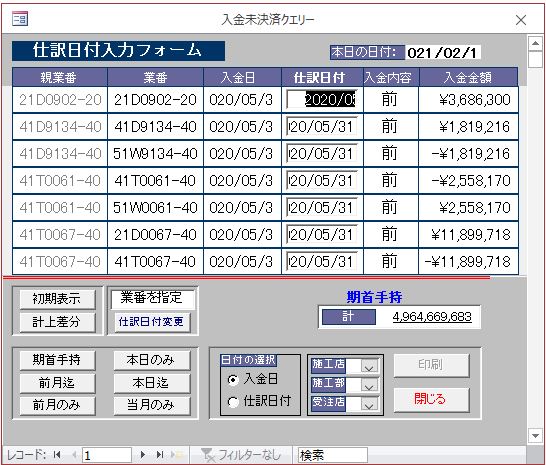 入金未決済クエリー
仕訳日付入力フォーム 本日の日付: 021/02/1
親業番 業番 入金日 仕訳日付 入金内容 入金金額
21D0902-20 21D0902-20 020/05/3 2020/05 前 ¥3,686,300
41D9134-40 41D9134-40 020/05/3 020/05/31 前 ¥1,819,216
41D9134-40 51W9134-40 020/05/3 020/05/31 前 -¥1,819,216
41T0061-40 41T0061-40 020/05/3 020/05/31 前 -¥2,558,170
41T0061-40 51W0061-40 020/05/3 020/05/31 前 ¥2,558,170
41T0067-40 21D0067-40 020/05/3 020/05/31 前 ¥11,899,718
41T0067-40 41T0067-40 020/05/3 020/05/31 前 -¥11,899,718
初期表示 業番を指定 期首手持
計上差分 仕訳日付変更 計 4,964,669,683
期首手持 本日のみ 日付の選択 施工店 印刷
前月迄 本日迄 入金日 施工部
前月のみ 当月のみ 仕訳日付 受注店 閉じる
レコード: 1 フィルターなし 検索